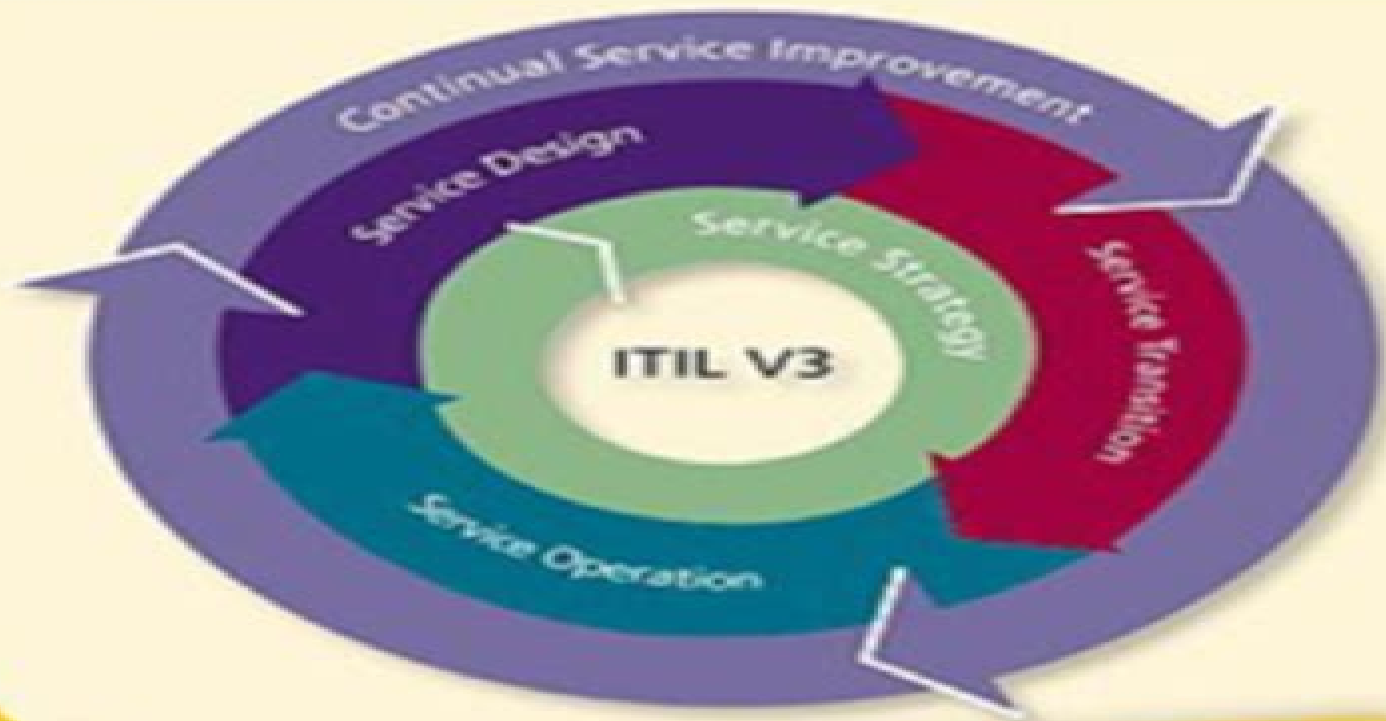 Continual Service Improvement
Service Design
Service Strategy
Service Transition
ITIL V3
Service Operation